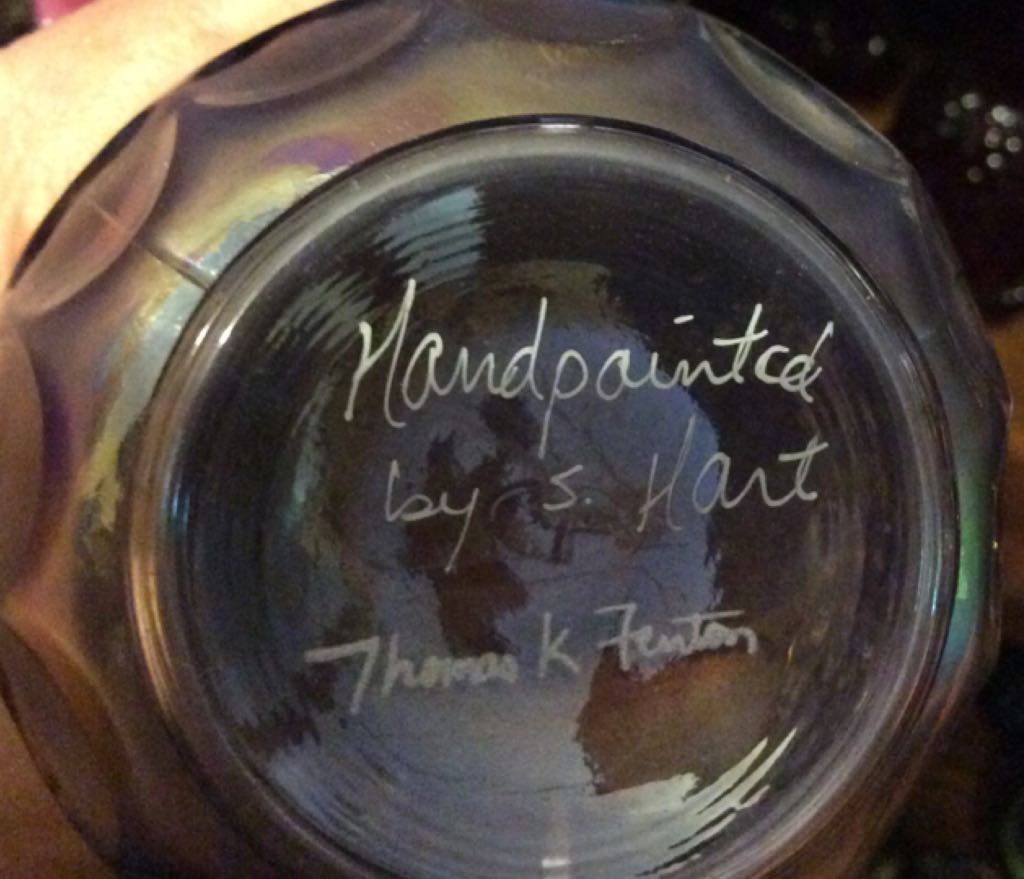 Handpainted
by S. Hart
Thomas K Fenton